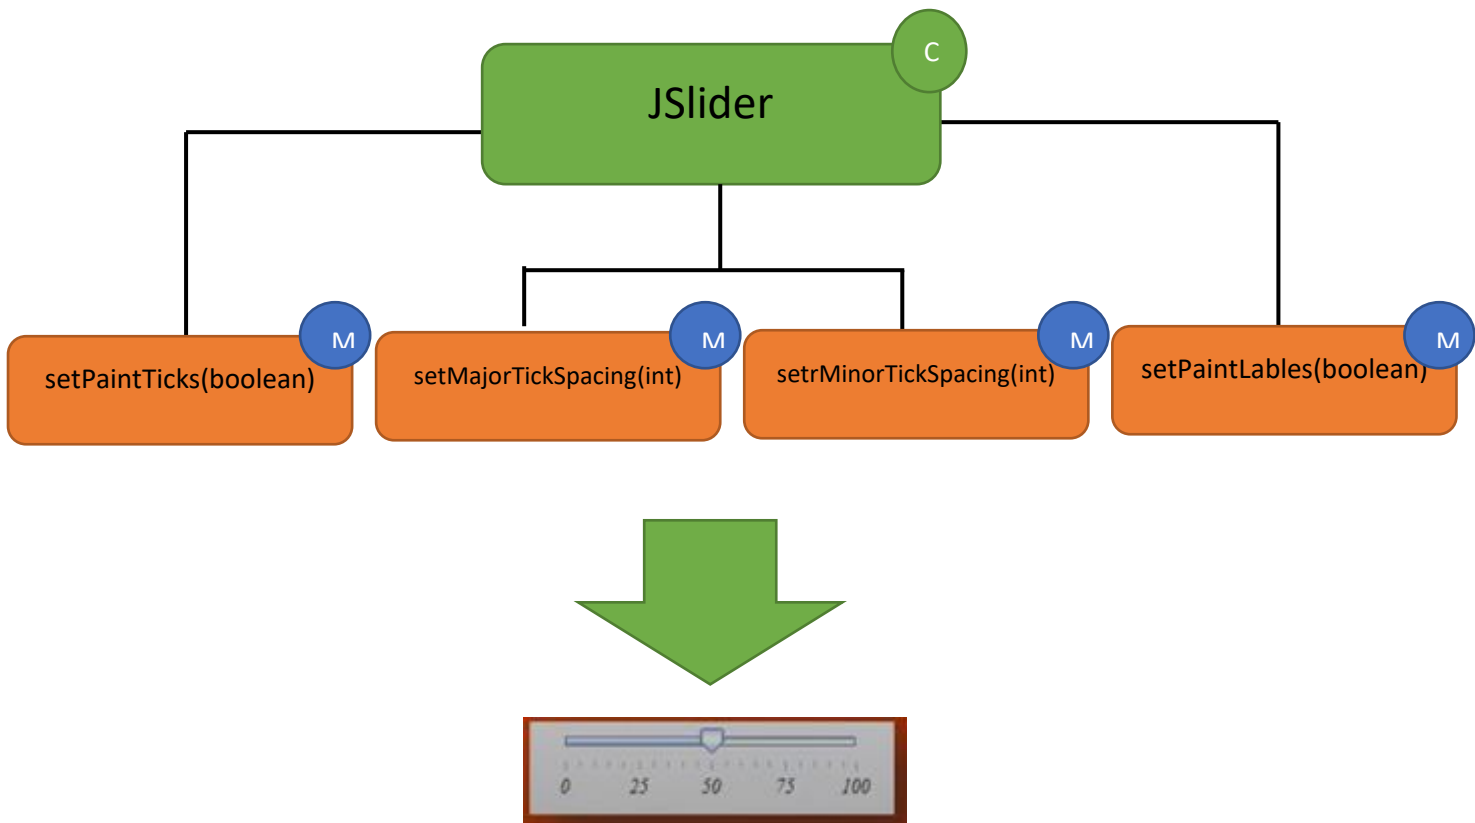 C
JSlider
M
M
M
M
setPaintTicks(boolean)
setMajorTickSpacing(int)
setrMinorTickSpacing(int)
setPaintLables(boolean)
0 25 50 75 100